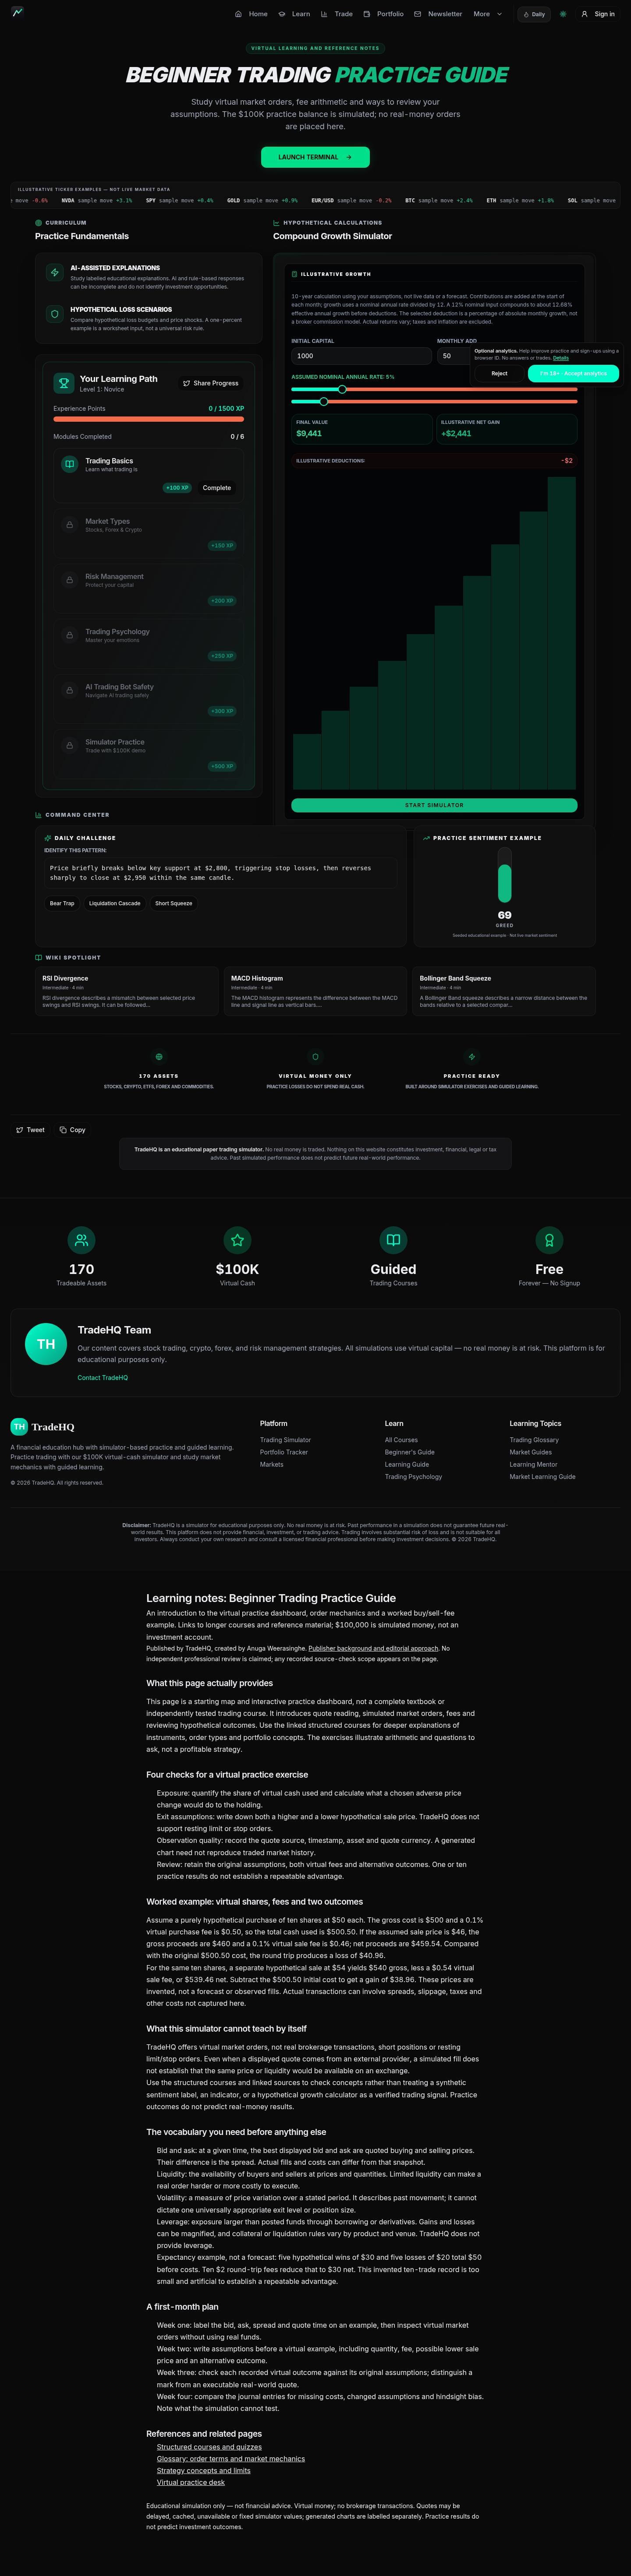 Home Learn Trade Portfolio Newsletter More Daily Sign in
VIRTUAL LEARNING AND REFERENCE NOTES
BEGINNER TRADING PRACTICE GUIDE
Study virtual market orders, fee arithmetic and ways to review your
assumptions. The $100K practice balance is simulated; no real-money orders
are placed here.
LAUNCH TERMINAL
ILLUSTRATIVE TICKER EXAMPLES — NOT LIVE MARKET DATA
move -0.6% NVDA sample move +3.1% SPY sample move +0.4% GOLD sample move +0.9% EUR/USD sample move -0.2% BTC sample move +2.4% ETH sample move +1.8% SOL sample move
CURRICULUM
Practice Fundamentals
AI-ASSISTED EXPLANATIONS
Study labelled educational explanations. AI and rule-based responses
can be incomplete and do not identify investment opportunities.
HYPOTHETICAL LOSS SCENARIOS
Compare hypothetical loss budgets and price shocks. A one-percent
example is a worksheet input, not a universal risk rule.
Your Learning Path
Level 1: Novice
Share Progress
Experience Points 0 / 1500 XP
Modules Completed 0 / 6
Trading Basics
Learn what trading is
+100 XP Complete
Market Types
Stocks, Forex & Crypto
+150 XP
Risk Management
Protect your capital
+200 XP
Trading Psychology
Master your emotions
+250 XP
AI Trading Bot Safety
Navigate AI trading safely
+300 XP
Simulator Practice
Trade with $100K demo
+500 XP
HYPOTHETICAL CALCULATIONS
Compound Growth Simulator
ILLUSTRATIVE GROWTH
10-year calculation using your assumptions, not live data or a forecast. Contributions are added at the start of
each month; growth uses a nominal annual rate divided by 12. A 12% nominal input compounds to about 12.683%
effective annual growth before deductions. The selected deduction is a percentage of absolute monthly growth, not
a broker commission model. Actual returns vary; taxes and inflation are excluded.
INITIAL CAPITAL MONTHLY ADD
1000 50
Optional analytics. Help improve practice and sign-ups using a
browser ID. No answers or trades. Details
Reject I'm 18+ · Accept analytics
ASSUMED NOMINAL ANNUAL RATE: 5%
FINAL VALUE
$9,441
ILLUSTRATIVE NET GAIN
+$2,441
ILLUSTRATIVE DEDUCTIONS: -$2
START SIMULATOR
COMMAND CENTER
DAILY CHALLENGE
IDENTIFY THIS PATTERN:
Price briefly breaks below key support at $2,800, triggering stop losses, then reverses
sharply to close at $2,950 within the same candle.
Bear Trap Liquidation Cascade Short Squeeze
PRACTICE SENTIMENT EXAMPLE
69
GREED
Seeded educational example · Not live market sentiment
WIKI SPOTLIGHT
RSI Divergence
Intermediate · 4 min
RSI divergence describes a mismatch between selected price
swings and RSI swings. It can be followed...
MACD Histogram
Intermediate · 4 min
The MACD histogram represents the difference between the MACD
line and signal line as vertical bars....
Bollinger Band Squeeze
Intermediate · 4 min
A Bollinger Band squeeze describes a narrow distance between the
bands relative to a selected compar...
170 ASSETS
STOCKS, CRYPTO, ETFS, FOREX AND COMMODITIES.
VIRTUAL MONEY ONLY
PRACTICE LOSSES DO NOT SPEND REAL CASH.
PRACTICE READY
BUILT AROUND SIMULATOR EXERCISES AND GUIDED LEARNING.
Tweet Copy
TradeHQ is an educational paper trading simulator. No real money is traded. Nothing on this website constitutes investment, financial, legal or tax
advice. Past simulated performance does not predict future real-world performance.
170
Tradeable Assets
$100K
Virtual Cash
Guided
Trading Courses
Free
Forever — No Signup
TH
TradeHQ Team
Our content covers stock trading, crypto, forex, and risk management strategies. All simulations use virtual capital — no real money is at risk. This platform is for
educational purposes only.
Contact TradeHQ
TH TradeHQ
A financial education hub with simulator-based practice and guided learning.
Practice trading with our $100K virtual-cash simulator and study market
mechanics with guided learning.
© 2026 TradeHQ. All rights reserved.
Platform
Trading Simulator
Portfolio Tracker
Markets
Learn
All Courses
Beginner's Guide
Learning Guide
Trading Psychology
Learning Topics
Trading Glossary
Market Guides
Learning Mentor
Market Learning Guide
Disclaimer: TradeHQ is a simulator for educational purposes only. No real money is at risk. Past performance in a simulation does not guarantee future real-
world results. This platform does not provide financial, investment, or trading advice. Trading involves substantial risk of loss and is not suitable for all
investors. Always conduct your own research and consult a licensed financial professional before making investment decisions. © 2026 TradeHQ.
Learning notes: Beginner Trading Practice Guide
An introduction to the virtual practice dashboard, order mechanics and a worked buy/sell-fee
example. Links to longer courses and reference material; $100,000 is simulated money, not an
investment account.
Published by TradeHQ, created by Anuga Weerasinghe. Publisher background and editorial approach. No
independent professional review is claimed; any recorded source-check scope appears on the page.
What this page actually provides
This page is a starting map and interactive practice dashboard, not a complete textbook or
independently tested trading course. It introduces quote reading, simulated market orders, fees and
reviewing hypothetical outcomes. Use the linked structured courses for deeper explanations of
instruments, order types and portfolio concepts. The exercises illustrate arithmetic and questions to
ask, not a profitable strategy.
Four checks for a virtual practice exercise
Exposure: quantify the share of virtual cash used and calculate what a chosen adverse price
change would do to the holding.
Exit assumptions: write down both a higher and a lower hypothetical sale price. TradeHQ does not
support resting limit or stop orders.
Observation quality: record the quote source, timestamp, asset and quote currency. A generated
chart need not reproduce traded market history.
Review: retain the original assumptions, both virtual fees and alternative outcomes. One or ten
practice results do not establish a repeatable advantage.
Worked example: virtual shares, fees and two outcomes
Assume a purely hypothetical purchase of ten shares at $50 each. The gross cost is $500 and a 0.1%
virtual purchase fee is $0.50, so the total cash used is $500.50. If the assumed sale price is $46, the
gross proceeds are $460 and a 0.1% virtual sale fee is $0.46; net proceeds are $459.54. Compared
with the original $500.50 cost, the round trip produces a loss of $40.96.
For the same ten shares, a separate hypothetical sale at $54 yields $540 gross, less a $0.54 virtual
sale fee, or $539.46 net. Subtract the $500.50 initial cost to get a gain of $38.96. These prices are
invented, not a forecast or observed fills. Actual transactions can involve spreads, slippage, taxes and
other costs not captured here.
What this simulator cannot teach by itself
TradeHQ offers virtual market orders, not real brokerage transactions, short positions or resting
limit/stop orders. Even when a displayed quote comes from an external provider, a simulated fill does
not establish that the same price or liquidity would be available on an exchange.
Use the structured courses and linked sources to check concepts rather than treating a synthetic
sentiment label, an indicator, or a hypothetical growth calculator as a verified trading signal. Practice
outcomes do not predict real-money results.
The vocabulary you need before anything else
Bid and ask: at a given time, the best displayed bid and ask are quoted buying and selling prices.
Their difference is the spread. Actual fills and costs can differ from that snapshot.
Liquidity: the availability of buyers and sellers at prices and quantities. Limited liquidity can make a
real order harder or more costly to execute.
Volatility: a measure of price variation over a stated period. It describes past movement; it cannot
dictate one universally appropriate exit level or position size.
Leverage: exposure larger than posted funds through borrowing or derivatives. Gains and losses
can be magnified, and collateral or liquidation rules vary by product and venue. TradeHQ does not
provide leverage.
Expectancy example, not a forecast: five hypothetical wins of $30 and five losses of $20 total $50
before costs. Ten $2 round-trip fees reduce that to $30 net. This invented ten-trade record is too
small and artificial to establish a repeatable advantage.
A first-month plan
Week one: label the bid, ask, spread and quote time on an example, then inspect virtual market
orders without using real funds.
Week two: write assumptions before a virtual example, including quantity, fee, possible lower sale
price and an alternative outcome.
Week three: check each recorded virtual outcome against its original assumptions; distinguish a
mark from an executable real-world quote.
Week four: compare the journal entries for missing costs, changed assumptions and hindsight bias.
Note what the simulation cannot test.
References and related pages
Structured courses and quizzes
Glossary: order terms and market mechanics
Strategy concepts and limits
Virtual practice desk
Educational simulation only — not financial advice. Virtual money; no brokerage transactions. Quotes may be
delayed, cached, unavailable or fixed simulator values; generated charts are labelled separately. Practice results do
not predict investment outcomes.